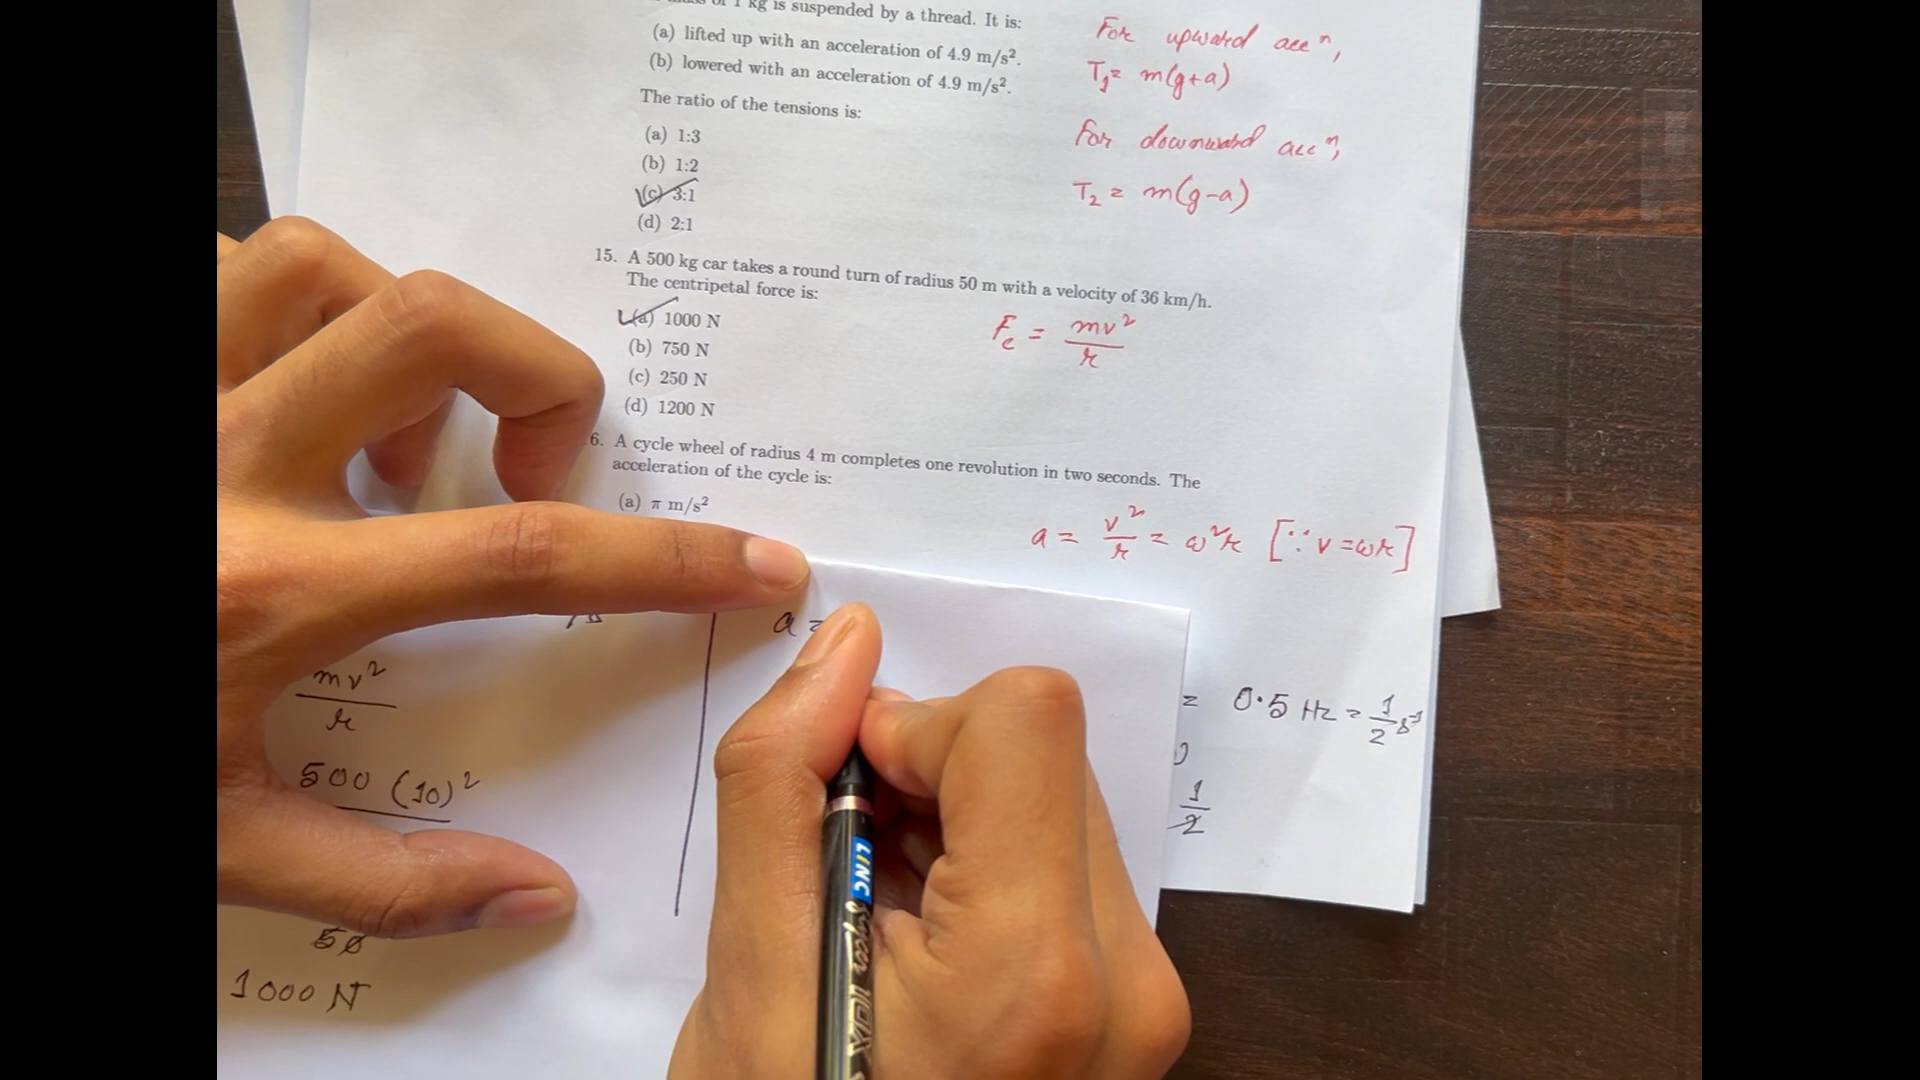 1 kg is suspended by a thread. It is:
(a) lifted up with an acceleration of 4.9 m/s².
(b) lowered with an acceleration of 4.9 m/s².
The ratio of the tensions is:
(a) 1:3
(b) 1:2
(c) 3:1
(d) 2:1
For upward accⁿ,
T₁ = m(g+a)
For downward accⁿ,
T₂ = m(g-a)
15. A 500 kg car takes a round turn of radius 50 m with a velocity of 36 km/h.
The centripetal force is:
(a) 1000 N
(b) 750 N
(c) 250 N
(d) 1200 N
F_c = mv²/r
6. A cycle wheel of radius 4 m completes one revolution in two seconds. The
acceleration of the cycle is:
(a) π m/s²
a = v²/r = ω²r [∵ v = ωr]
a =
mv²/r
500 (10)²
50
1000 N
= 0.5 Hz = 1/2 s⁻¹
1/2
LINC